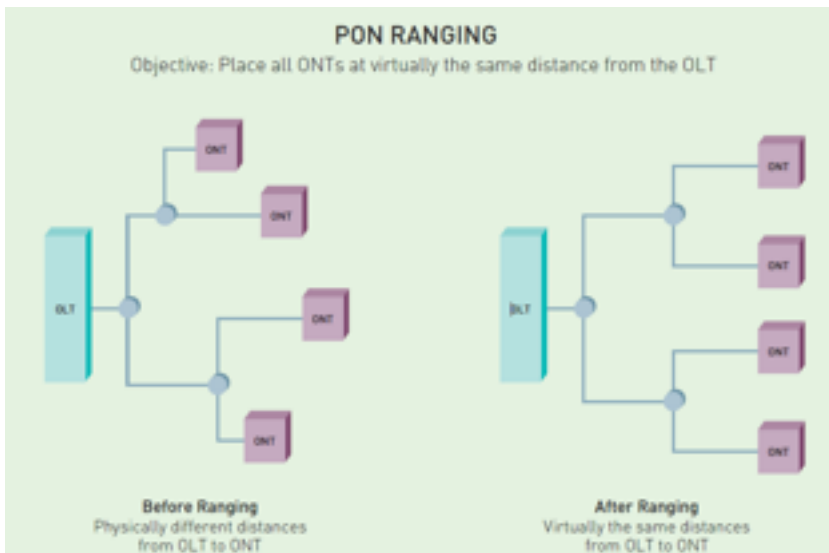 PON RANGING
Objective: Place all ONTs at virtually the same distance from the OLT
ONT
ONT
OLT
ONT
ONT
Before Ranging
Physically different distances
from OLT to ONT
ONT
ONT
OLT
ONT
ONT
After Ranging
Virtually the same distances
from OLT to ONT